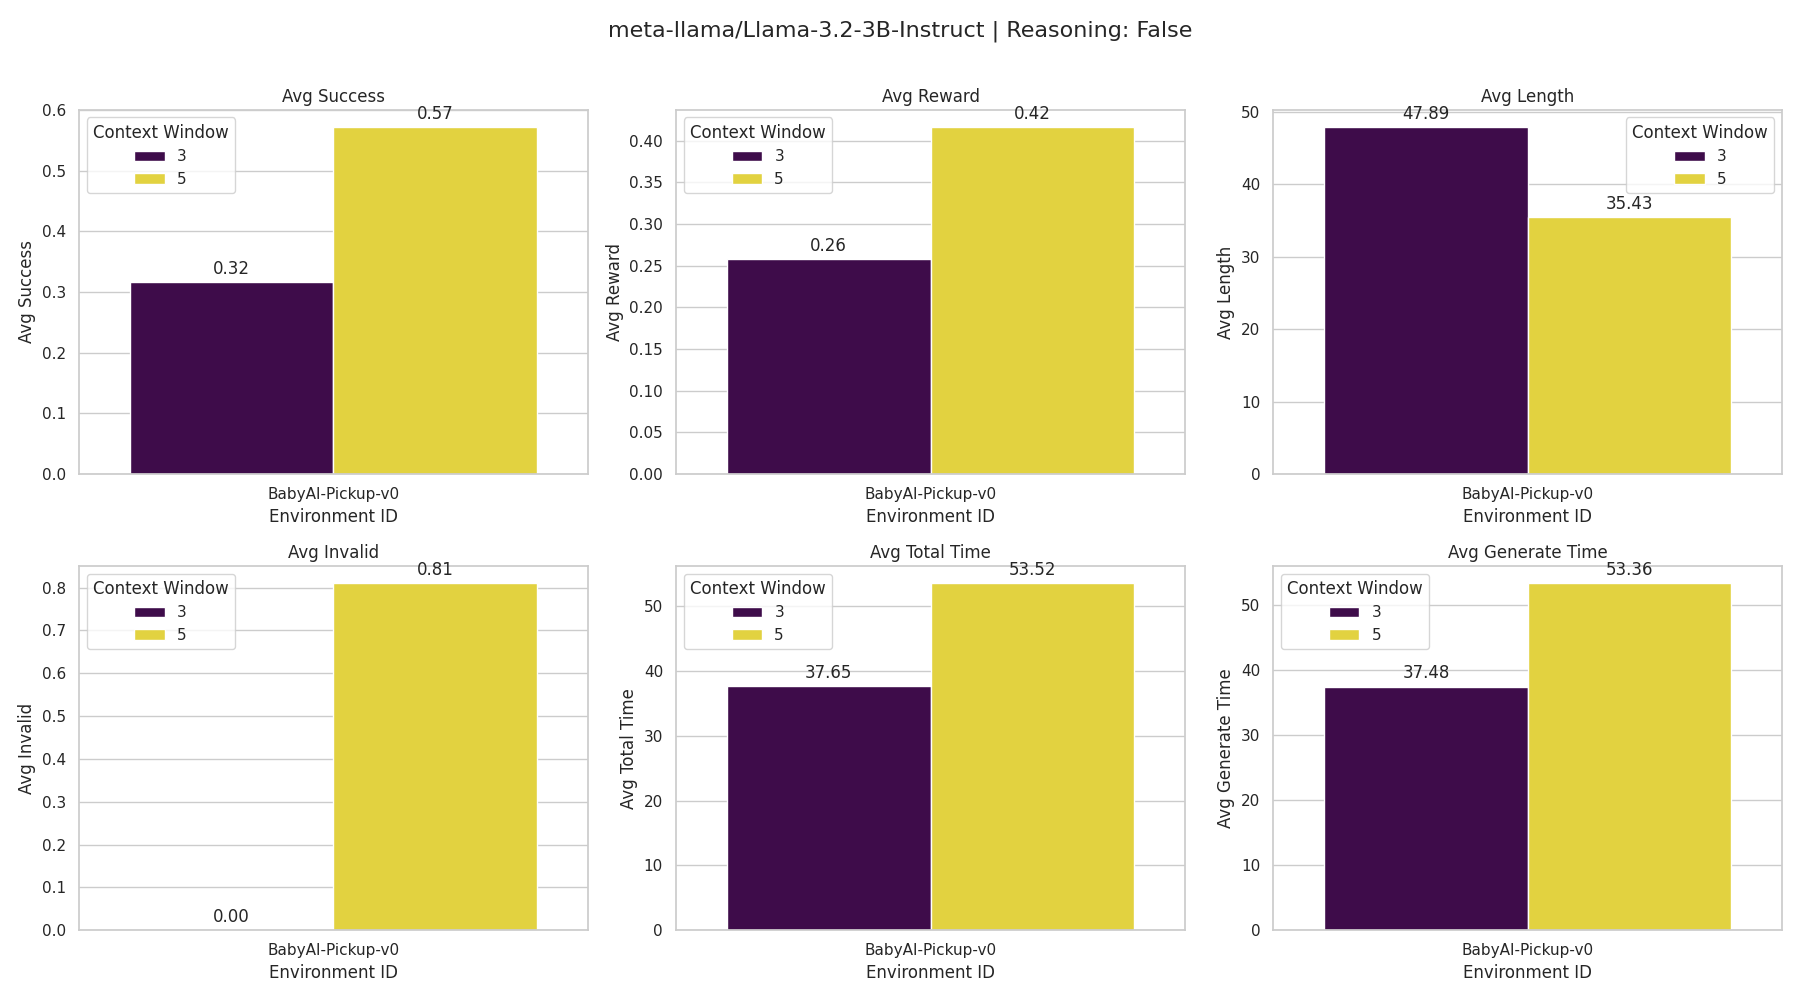 meta-llama/Llama-3.2-3B-Instruct | Reasoning: False
Avg Success
0.6
0.5
0.4
0.3
0.2
0.1
0.0
Avg Success
Context Window
3
5
0.32
0.57
BabyAI-Pickup-v0
Environment ID
Avg Reward
0.40
0.35
0.30
0.25
0.20
0.15
0.10
0.05
0.00
Avg Reward
Context Window
3
5
0.26
0.42
BabyAI-Pickup-v0
Environment ID
Avg Length
50
40
30
20
10
0
Avg Length
Context Window
3
5
47.89
35.43
BabyAI-Pickup-v0
Environment ID
Avg Invalid
0.8
0.7
0.6
0.5
0.4
0.3
0.2
0.1
0.0
Avg Invalid
Context Window
3
5
0.00
0.81
BabyAI-Pickup-v0
Environment ID
Avg Total Time
50
40
30
20
10
0
Avg Total Time
Context Window
3
5
37.65
53.52
BabyAI-Pickup-v0
Environment ID
Avg Generate Time
50
40
30
20
10
0
Avg Generate Time
Context Window
3
5
37.48
53.36
BabyAI-Pickup-v0
Environment ID